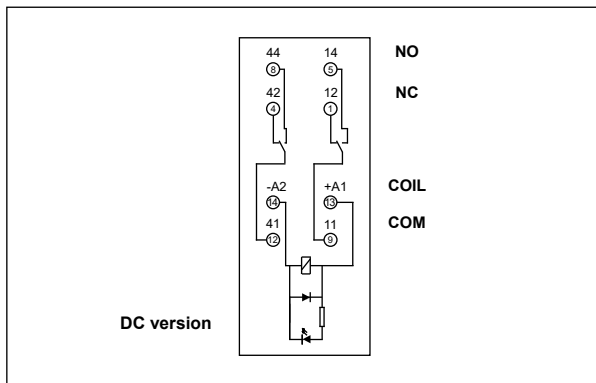 44 14 NO
8 5
42 12 NC
4 1
-A2 +A1 COIL
14 13
41 11 COM
12 9
DC version